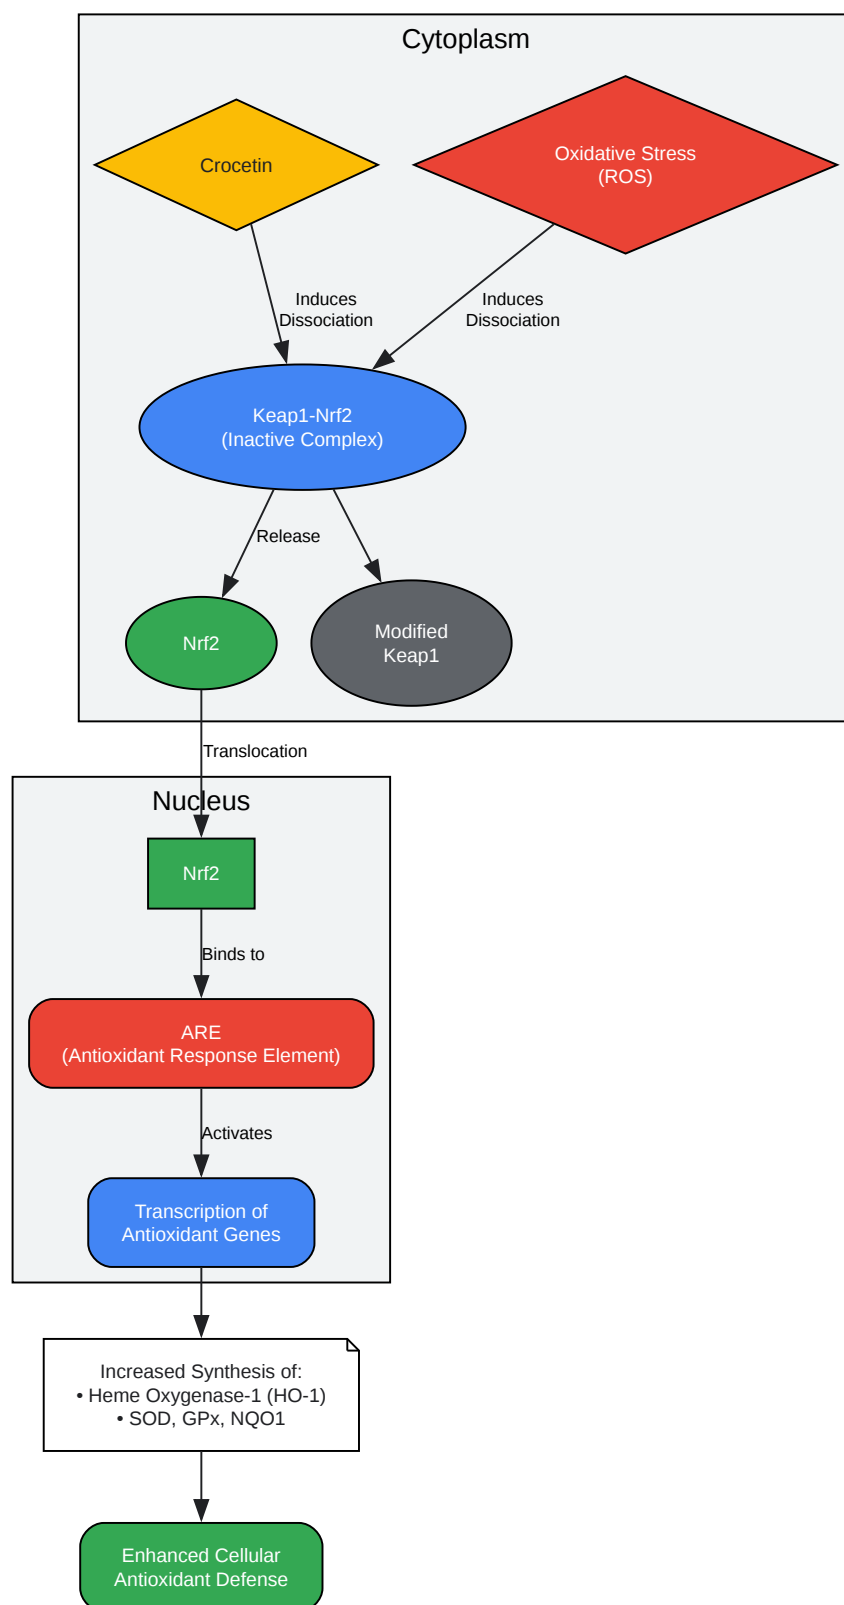 Cytoplasm
Crocetin
Oxidative Stress
(ROS)
Induces
Dissociation
Induces
Dissociation
Keap1-Nrf2
(Inactive Complex)
Release
Nrf2
Modified
Keap1
Translocation
Nucleus
Nrf2
Binds to
ARE
(Antioxidant Response Element)
Activates
Transcription of
Antioxidant Genes
Increased Synthesis of:
• Heme Oxygenase-1 (HO-1)
• SOD, GPx, NQO1
Enhanced Cellular
Antioxidant Defense